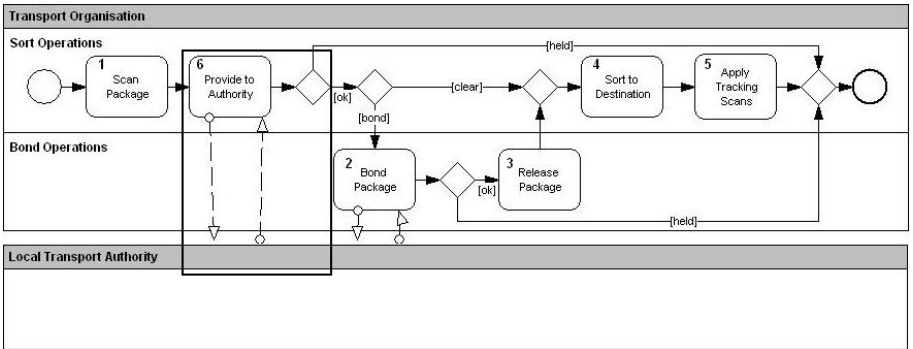 Transport Organisation
Sort Operations
[held]
1
Scan
Package
6
Provide to
Authority
[ok]
[clear]
[bond]
4
Sort to
Destination
5
Apply
Tracking
Scans
Bond Operations
2
Bond
Package
[ok]
3
Release
Package
[held]
Local Transport Authority